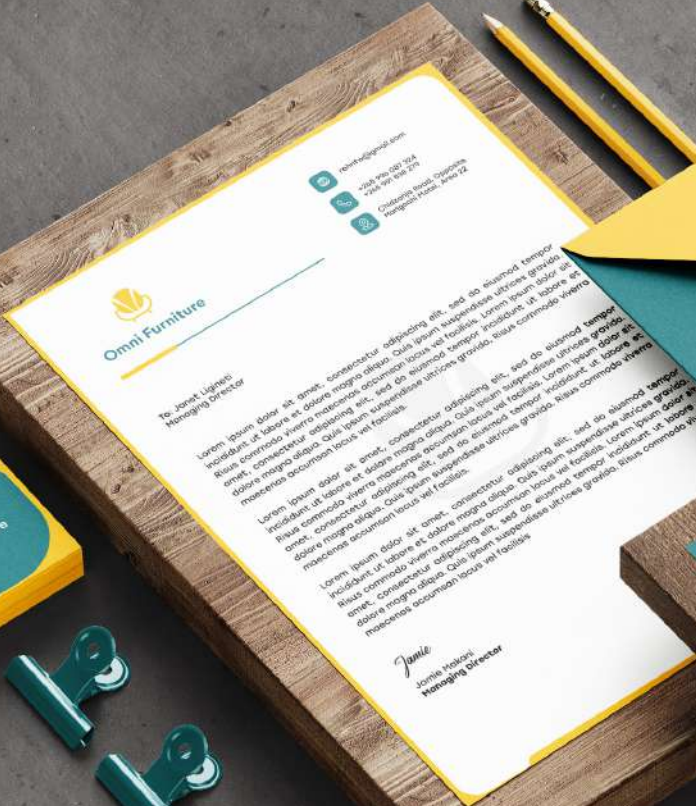 +265 996 087 324
Chidzanja Road, Opposite
Area 22
Omni Furniture
To: Janet Ligineti
Managing Director
Lorem ipsum dolor sit amet, consectetur adipiscing elit, sed do eiusmod tempor
incididunt ut labore et dolore magna aliqua. Quis ipsum suspendisse ultrices gravida.
Risus commodo viverra maecenas accumsan lacus vel facilisis. Lorem ipsum dolor sit
amet, consectetur adipiscing elit, sed do eiusmod tempor incididunt ut labore et
dolore magna aliqua. Quis ipsum suspendisse ultrices gravida. Risus commodo viverra
maecenas accumsan lacus vel facilisis.
Lorem ipsum dolor sit amet, consectetur adipiscing elit, sed do eiusmod tempor
incididunt ut labore et dolore magna aliqua. Quis ipsum suspendisse ultrices gravida.
Risus commodo viverra maecenas accumsan lacus vel facilisis. Lorem ipsum dolor sit
amet, consectetur adipiscing elit, sed do eiusmod tempor incididunt ut labore et
dolore magna aliqua. Quis ipsum suspendisse ultrices gravida. Risus commodo viverra
maecenas accumsan lacus vel facilisis.
Lorem ipsum dolor sit amet, consectetur adipiscing elit, sed do eiusmod tempor
incididunt ut labore et dolore magna aliqua. Quis ipsum suspendisse ultrices gravida.
Risus commodo viverra maecenas accumsan lacus vel facilisis. Lorem ipsum dolor sit
amet, consectetur adipiscing elit, sed do eiusmod tempor incididunt ut labore
dolore magna aliqua. Quis ipsum suspendisse ultrices gravida. Risus commodo
maecenas accumsan lacus vel facilisis
Jamie
Jamie Makani
Managing Director